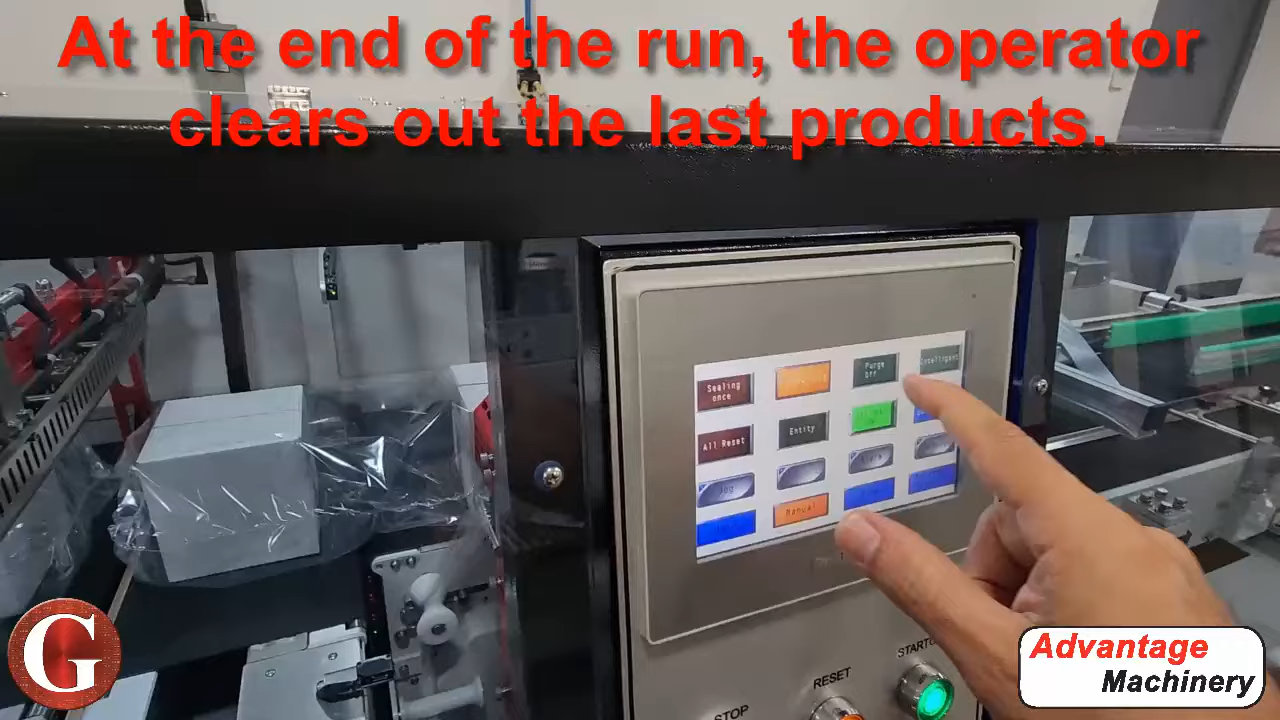 At the end of the run, the operator
clears out the last products.
Sealing
once
Purge
Off
All Reset
Entity
Jog
Manual
RESET
STOP
G
Advantage
Machinery